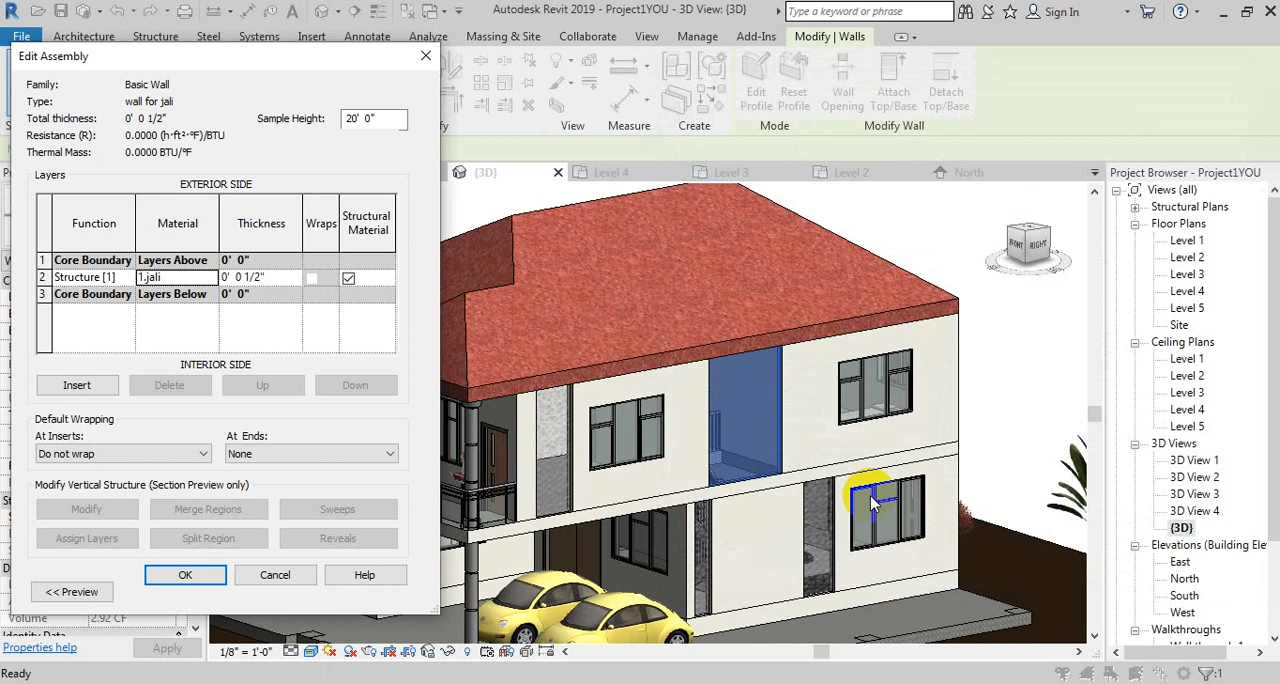 Autodesk Revit 2019 - Project1YOU - 3D View: {3D}
Type a keyword or phrase
Sign In
File
Architecture
Structure
Steel
Systems
Insert
Annotate
Analyze
Massing & Site
Collaborate
View
Manage
Add-Ins
Modify | Walls
Edit Profile
Reset Profile
Wall Opening
Attach Top/Base
Detach Top/Base
View
Measure
Create
Mode
Modify Wall
Edit Assembly
Family: Basic Wall
Type: wall for jali
Total thickness: 0' 0 1/2"
Sample Height: 20' 0"
Resistance (R): 0.0000 (h·ft²·°F)/BTU
Thermal Mass: 0.0000 BTU/°F
Layers
EXTERIOR SIDE
Function Material Thickness Wraps Structural Material
1 Core Boundary Layers Above 0' 0"
2 Structure [1] 1.jali 0' 0 1/2"
3 Core Boundary Layers Below 0' 0"
INTERIOR SIDE
Insert Delete Up Down
Default Wrapping
At Inserts: At Ends:
Do not wrap None
Modify Vertical Structure (Section Preview only)
Modify Merge Regions Sweeps
Assign Layers Split Region Reveals
OK Cancel Help
<< Preview
Volume 2.92 CF
Identity Data
Properties help
Apply
Ready
{3D}
Level 4
Level 3
Level 2
North
FRONT
RIGHT
1/8" = 1'-0"
:1
Project Browser - Project1YOU
Views (all)
Structural Plans
Floor Plans
Level 1
Level 2
Level 3
Level 4
Level 5
Site
Ceiling Plans
Level 1
Level 2
Level 3
Level 4
Level 5
3D Views
3D View 1
3D View 2
3D View 3
3D View 4
{3D}
Elevations (Building Ele
East
North
South
West
Walkthroughs